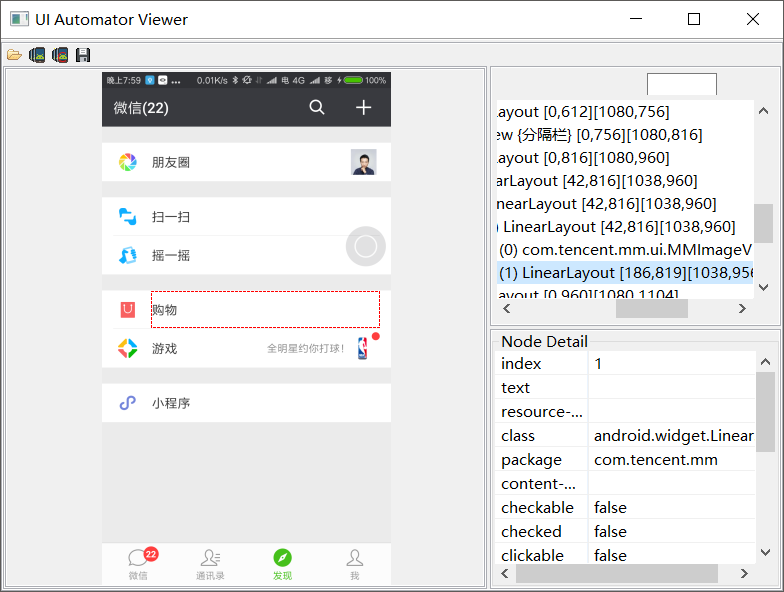 UI Automator Viewer
晚上7:59 ... 0.01K/s 电 4G 移 100%
微信(22)
朋友圈
扫一扫
摇一摇
购物
游戏 全明星约你打球!
小程序
22
微信 通讯录 发现 我
ayout [0,612][1080,756]
ew {分隔栏} [0,756][1080,816]
ayout [0,816][1080,960]
arLayout [42,816][1038,960]
nearLayout [42,816][1038,960]
) LinearLayout [42,816][1038,960]
(0) com.tencent.mm.ui.MMImageV
(1) LinearLayout [186,819][1038,956
ayout [0,960][1080,1104]
Node Detail
index 1
text
resource-...
class android.widget.Linear
package com.tencent.mm
content-...
checkable false
checked false
clickable false